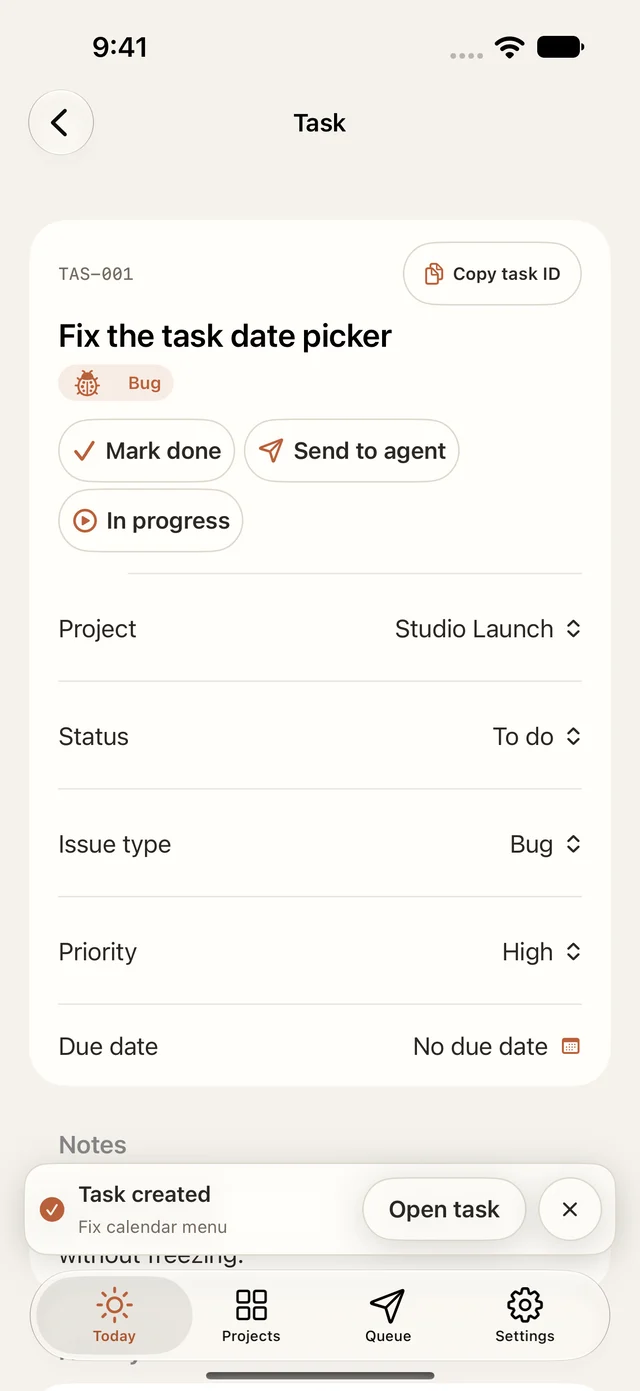 9:41
Task
TAS-001
Copy task ID
Fix the task date picker
Bug
Mark done
Send to agent
In progress
Project
Studio Launch
Status
To do
Issue type
Bug
Priority
High
Due date
No due date
Notes
Task created
Fix calendar menu
Open task
without freezing.
Today
Projects
Queue
Settings